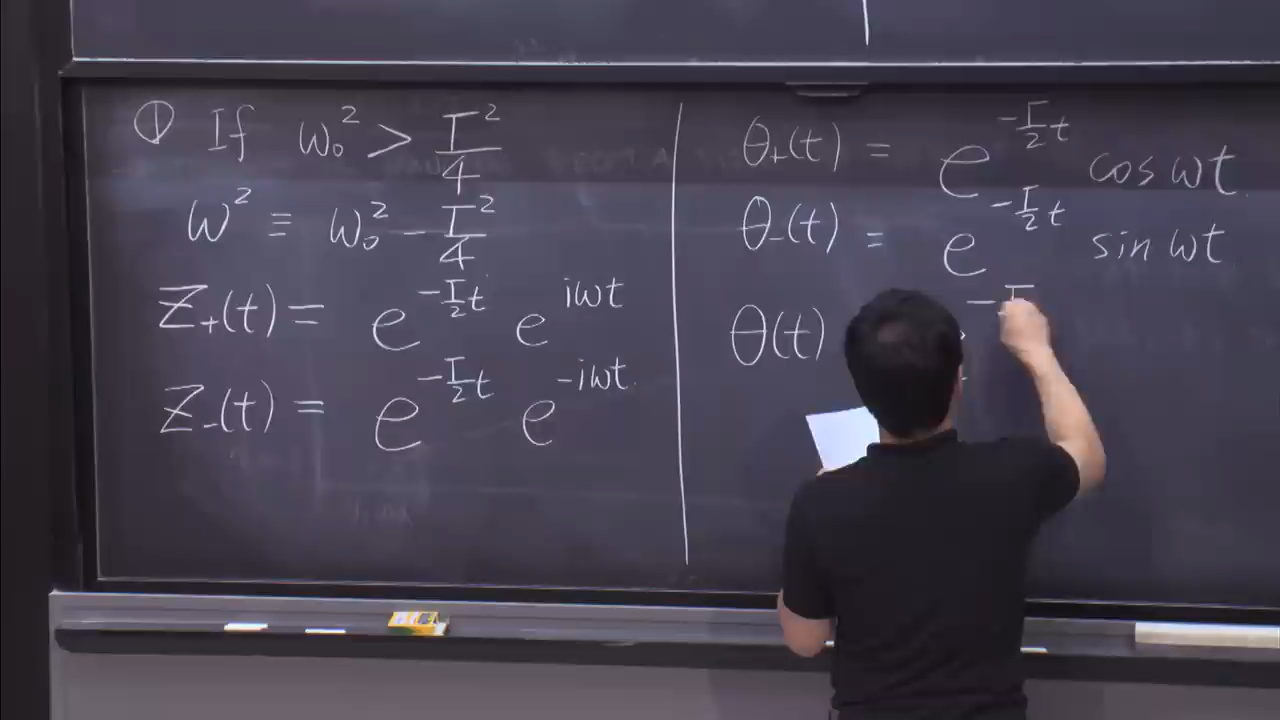 ① If ω₀² > Γ²/4
ω² ≡ ω₀² - Γ²/4
Z₊(t) = e^{-Γ/2 t} e^{iωt}
Z₋(t) = e^{-Γ/2 t} e^{-iωt}
θ₊(t) = e^{-Γ/2 t} cos ωt
θ₋(t) = e^{-Γ/2 t} sin ωt
θ(t) -Γ